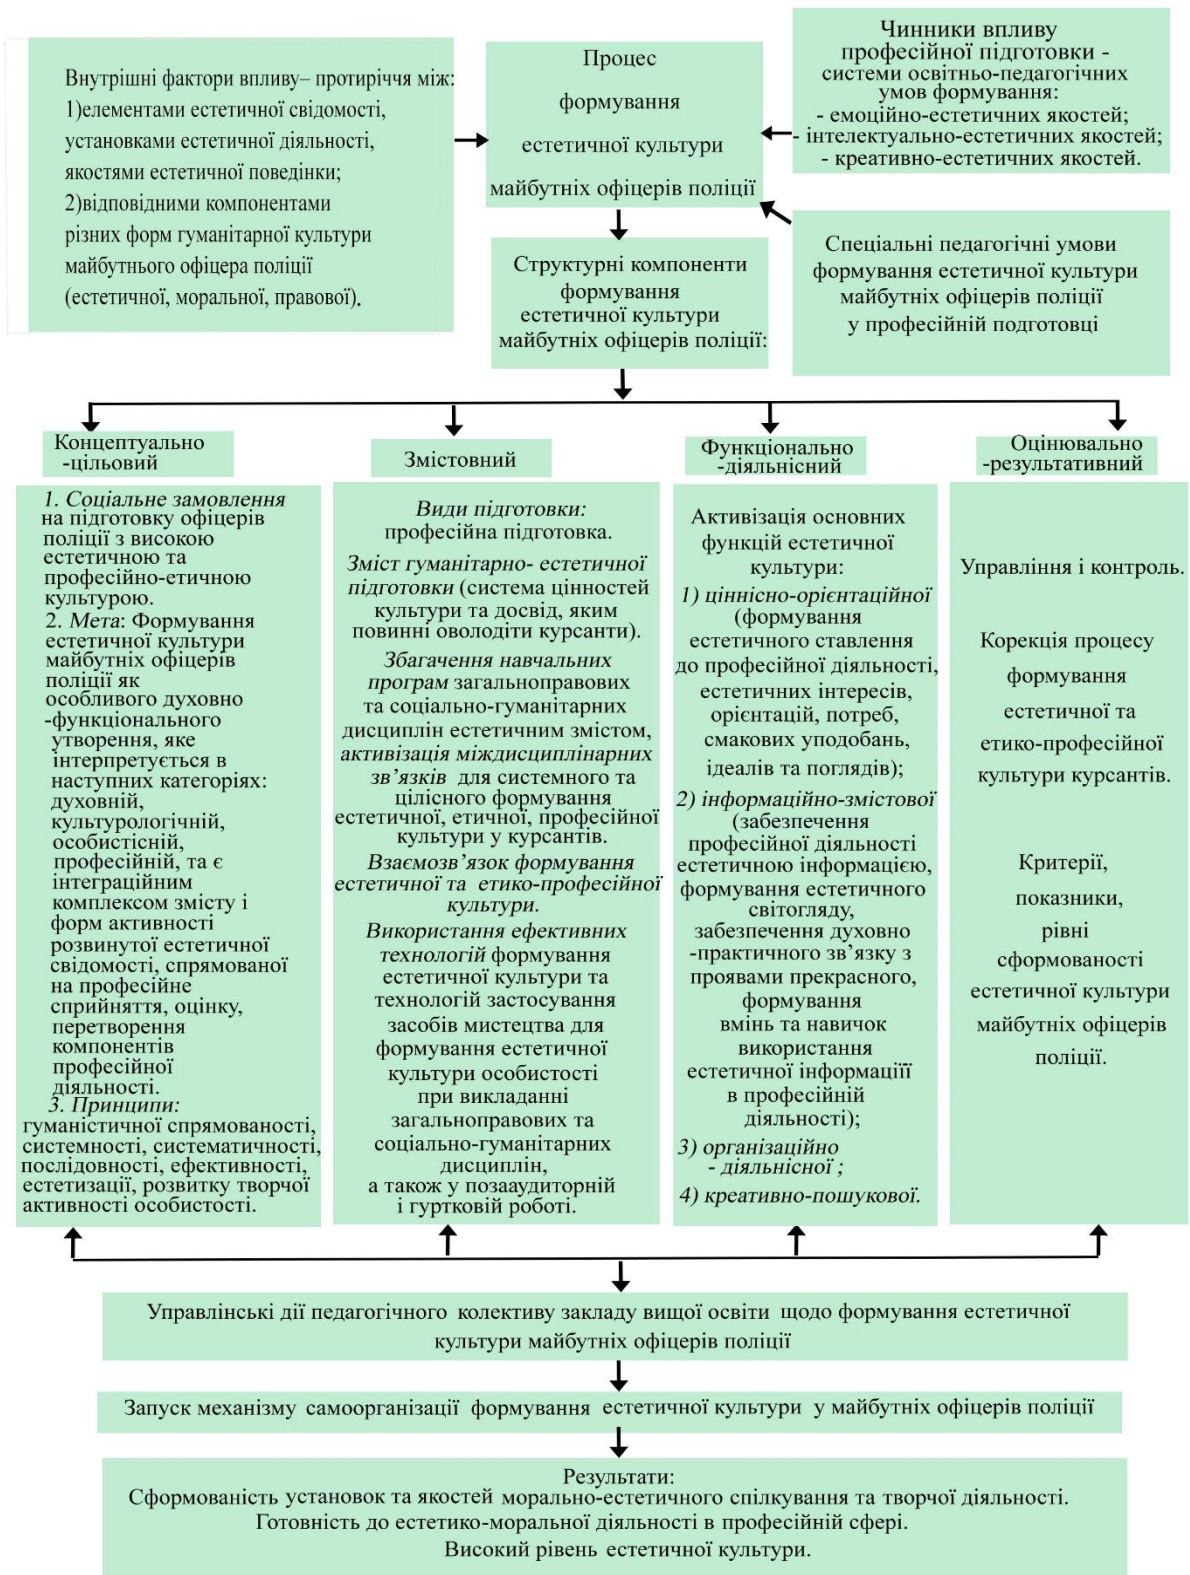 Внутрішні фактори впливу– протиріччя між:
1)елементами естетичної свідомості,
установками естетичної діяльності,
якостями естетичної поведінки;
2)відповідними компонентами
різних форм гуманітарної культури
майбутнього офіцера поліції
(естетичної, моральної, правової).
Процес
формування
естетичної культури
майбутніх офіцерів поліції
Чинники впливу
професійної підготовки -
системи освітньо-педагогічних
умов формування:
- емоційно-естетичних якостей;
- інтелектуально-естетичних якостей;
- креативно-естетичних якостей.
Спеціальні педагогічні умови
формування естетичної культури
майбутніх офіцерів поліції
у професійній подготовці
Структурні компоненти
формування
естетичної культури
майбутніх офіцерів поліції:
Концептуально
-цільовий
1. Соціальне замовлення
на підготовку офіцерів
поліції з високою
естетичною та
професійно-етичною
культурою.
2. Мета: Формування
естетичної культури
майбутніх офіцерів
поліції як
особливого духовно
-функціонального
утворення, яке
інтерпретується в
наступних категоріях:
духовній,
культурологічній,
особистісній,
професійній, та є
інтеграційним
комплексом змісту і
форм активності
розвинутої естетичної
свідомості, спрямованої
на професійне
сприйняття, оцінку,
перетворення
компонентів
професійної
діяльності.
3. Принципи:
гуманістичної спрямованості,
системності, систематичності,
послідовності, ефективності,
естетизації, розвитку творчої
активності особистості.
Змістовний
Види підготовки:
професійна підготовка.
Зміст гуманітарно- естетичної
підготовки (система цінностей
культури та досвід, яким
повинні оволодіти курсанти).
Збагачення навчальних
програм загальноправових
та соціально-гуманітарних
дисциплін естетичним змістом,
активізація міждисциплінарних
зв’язків для системного та
цілісного формування
естетичної, етичної, професійної
культури у курсантів.
Взаємозв’язок формування
естетичної та етико-професійної
культури.
Використання ефективних
технологій формування
естетичної культури та
технологій застосування
засобів мистецтва для
формування естетичної
культури особистості
при викладанні
загальноправових та
соціально-гуманітарних
дисциплін,
а також у позааудиторній
і гуртковій роботі.
Функціонально
-діяльнісний
Активізація основних
функцій естетичної
культури:
1) ціннісно-орієнтаційної
(формування
естетичного ставлення
до професійної діяльності,
естетичних інтересів,
орієнтацій, потреб,
смакових уподобань,
ідеалів та поглядів);
2) інформаційно-змістової
(забезпечення
професійної діяльності
естетичною інформацією,
формування естетичного
світогляду,
забезпечення духовно
-практичного зв’язку з
проявами прекрасного,
формування
вмінь та навичок
використання
естетичної інформаціїї
в професійній
діяльності);
3) організаційно
- діяльнісної ;
4) креативно-пошукової.
Оцінювально
-результативний
Управління і контроль.
Корекція процесу
формування
естетичної та
етико-професійної
культури курсантів.
Критерії,
показники,
рівні
сформованості
естетичної культури
майбутніх офіцерів
поліції.
Управлінські дії педагогічного колективу закладу вищої освіти щодо формування естетичної
культури майбутніх офіцерів поліції
Запуск механізму самоорганізації формування естетичної культури у майбутніх офіцерів поліції
Результати:
Сформованість установок та якостей морально-естетичного спілкування та творчої діяльності.
Готовність до естетико-моральної діяльності в професійній сфері.
Високий рівень естетичної культури.